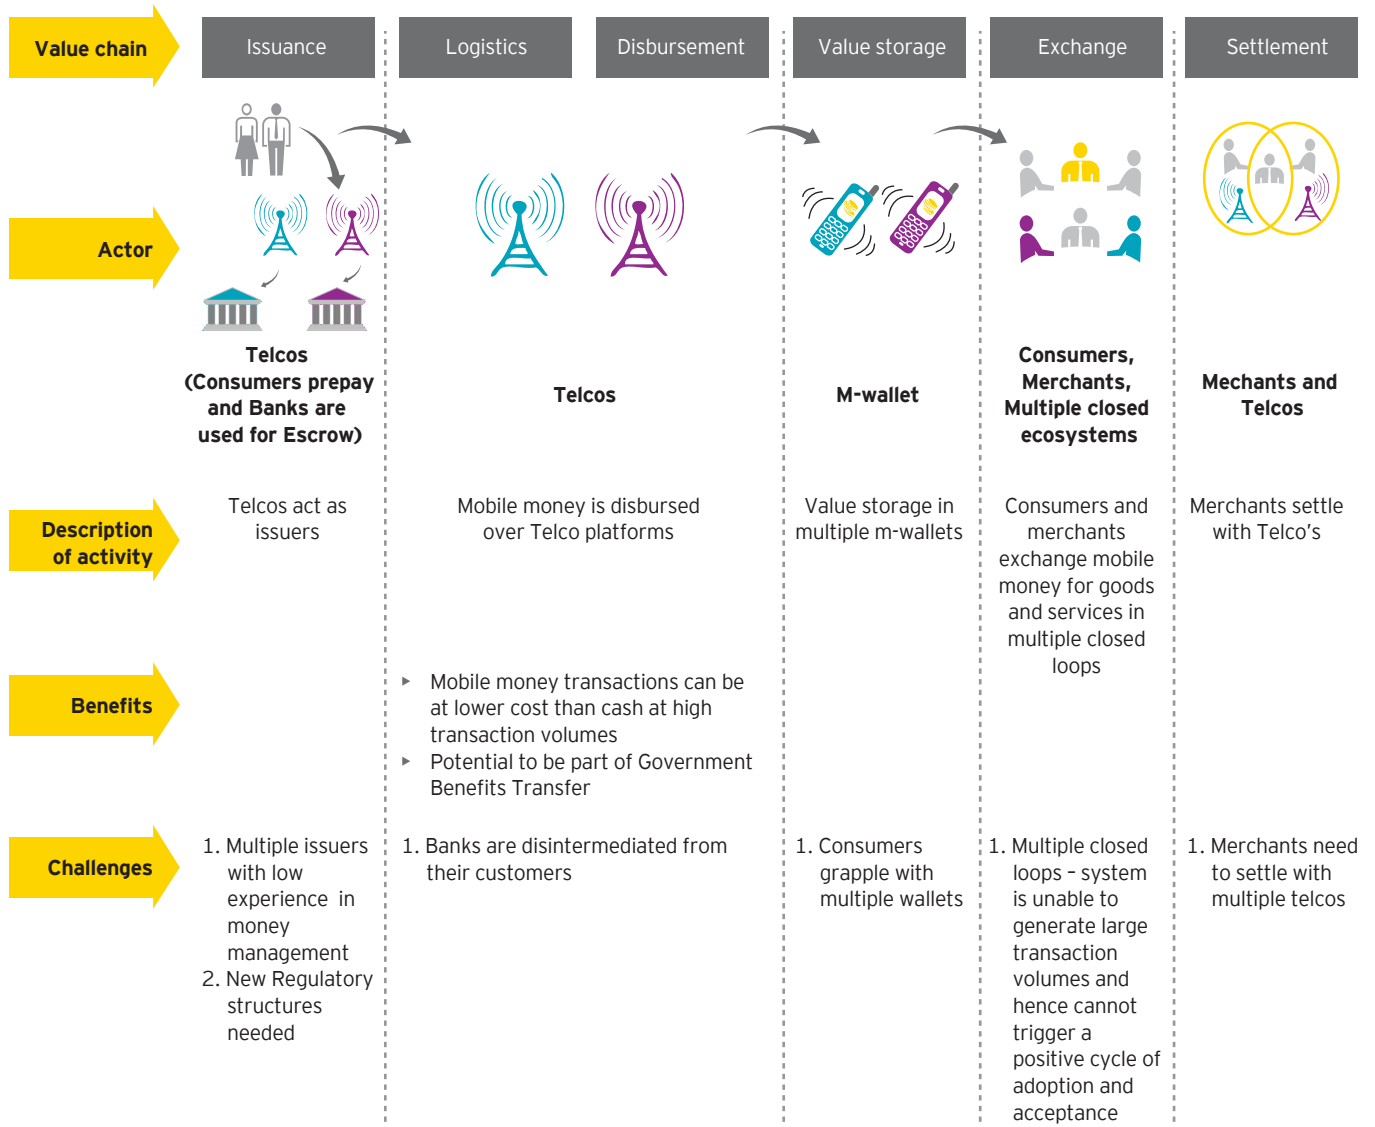 Value chain
Issuance
Logistics
Disbursement
Value storage
Exchange
Settlement
Actor
Telcos
(Consumers prepay
and Banks are
used for Escrow)
Telcos
M-wallet
Consumers,
Merchants,
Multiple closed
ecosystems
Mechants and
Telcos
Description
of activity
Telcos act as
issuers
Mobile money is disbursed
over Telco platforms
Value storage in
multiple m-wallets
Consumers and
merchants
exchange mobile
money for goods
and services in
multiple closed
loops
Merchants settle
with Telco's
Benefits
▸ Mobile money transactions can be
at lower cost than cash at high
transaction volumes
▸ Potential to be part of Government
Benefits Transfer
Challenges
1. Multiple issuers
with low
experience in
money
management
2. New Regulatory
structures
needed
1. Banks are disintermediated from
their customers
1. Consumers
grapple with
multiple wallets
1. Multiple closed
loops – system
is unable to
generate large
transaction
volumes and
hence cannot
trigger a
positive cycle of
adoption and
acceptance
1. Merchants need
to settle with
multiple telcos